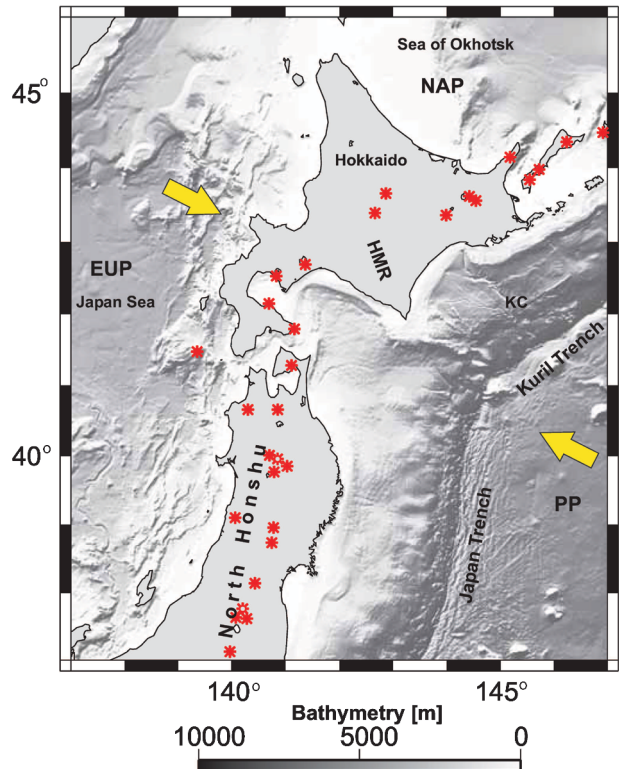 Sea of Okhotsk
45°
NAP
Hokkaido
HMR
EUP
Japan Sea
KC
Kuril Trench
40°
North Honshu
Japan Trench
PP
140°
145°
Bathymetry [m]
10000
5000
0